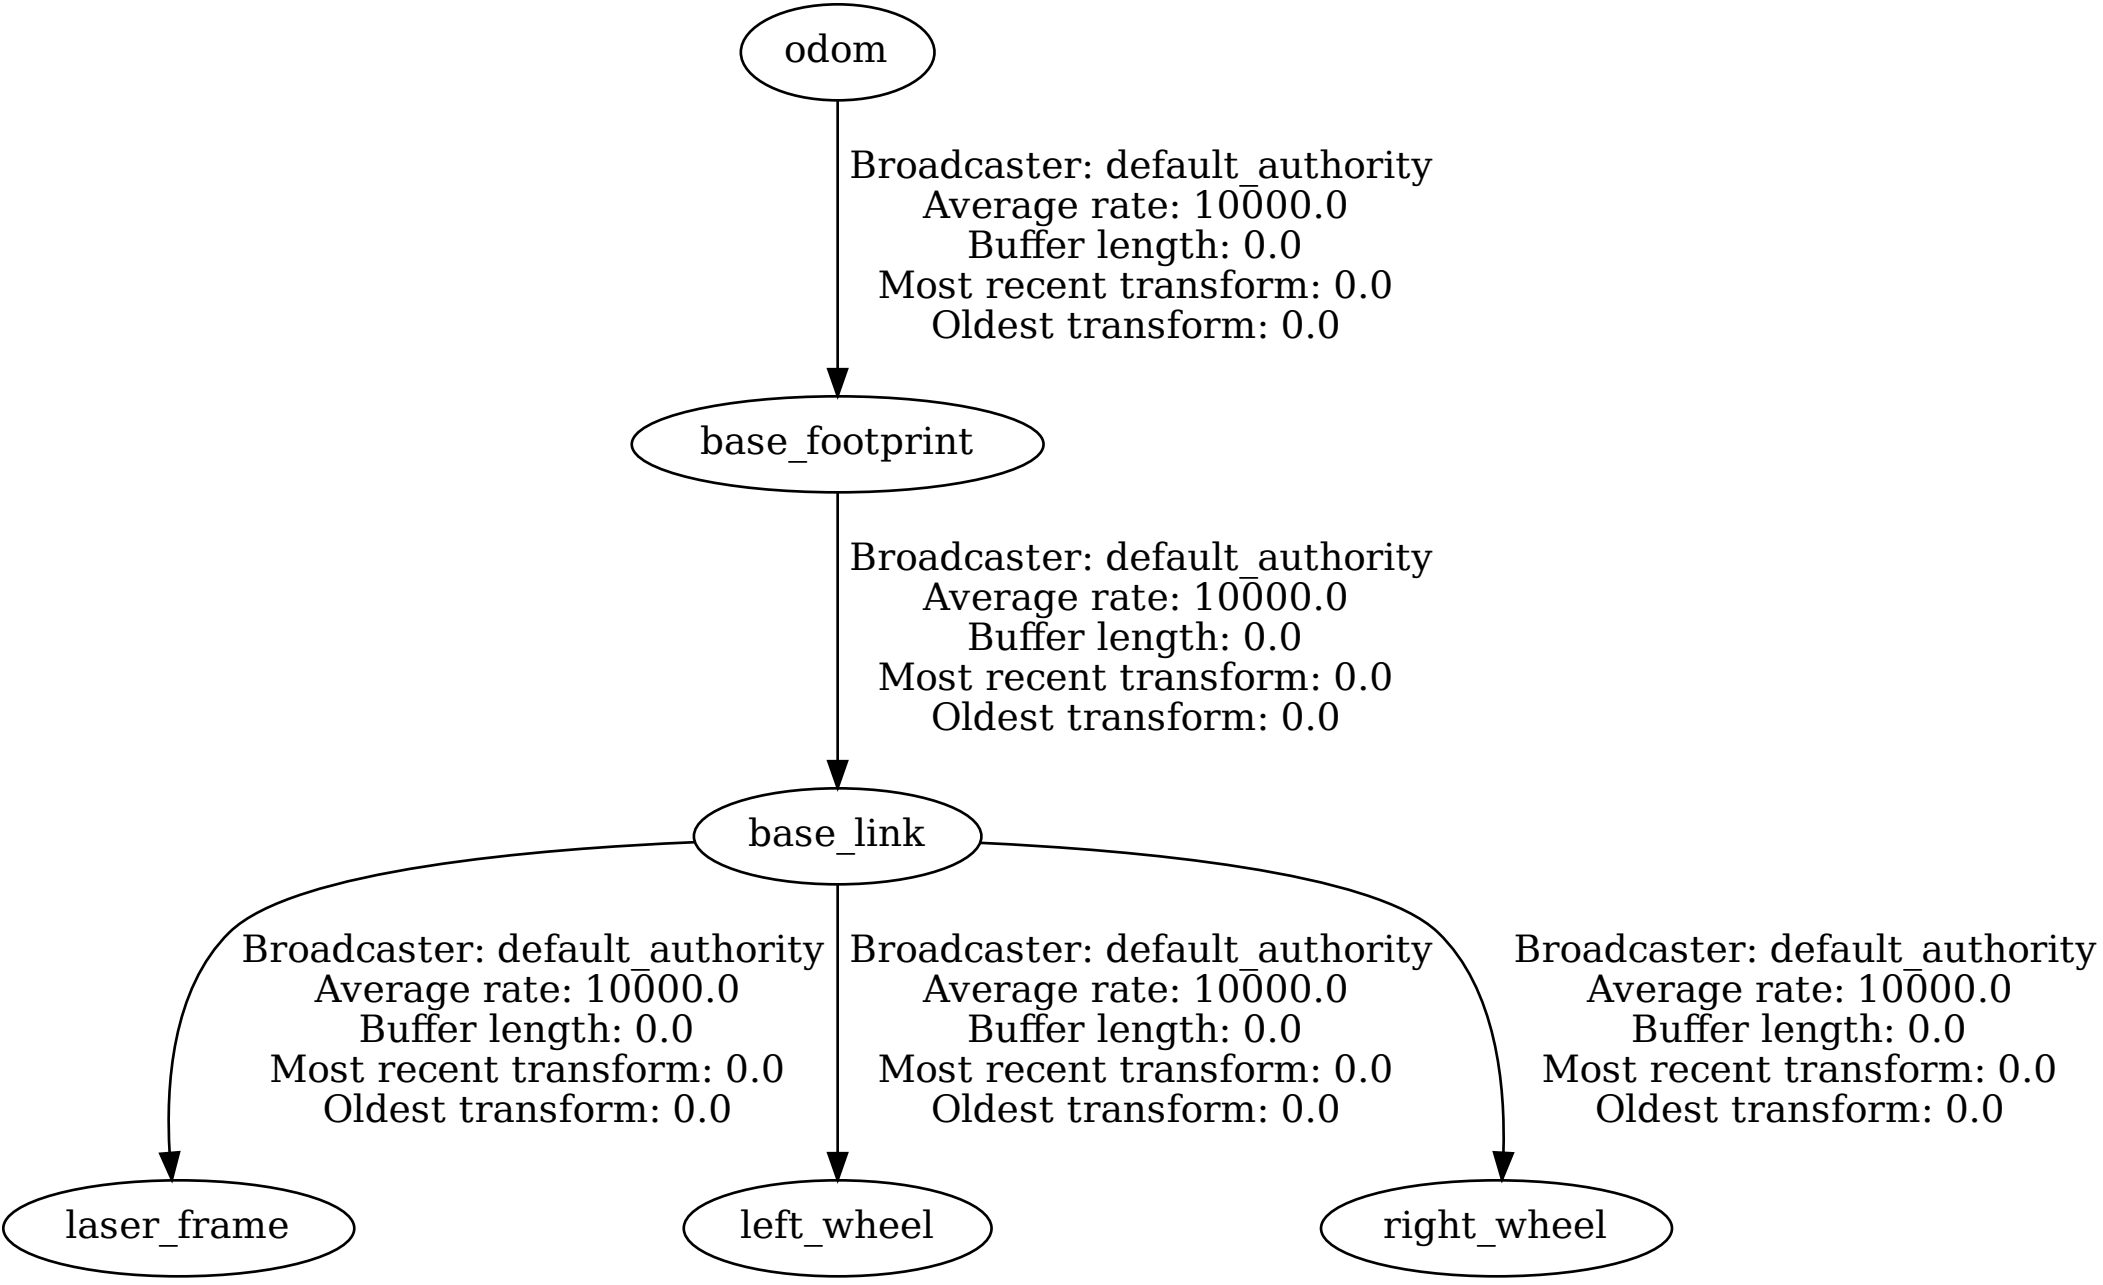 odom
Broadcaster: default_authority
Average rate: 10000.0
Buffer length: 0.0
Most recent transform: 0.0
Oldest transform: 0.0
base_footprint
Broadcaster: default_authority
Average rate: 10000.0
Buffer length: 0.0
Most recent transform: 0.0
Oldest transform: 0.0
base_link
Broadcaster: default_authority
Average rate: 10000.0
Buffer length: 0.0
Most recent transform: 0.0
Oldest transform: 0.0
Broadcaster: default_authority
Average rate: 10000.0
Buffer length: 0.0
Most recent transform: 0.0
Oldest transform: 0.0
Broadcaster: default_authority
Average rate: 10000.0
Buffer length: 0.0
Most recent transform: 0.0
Oldest transform: 0.0
laser_frame
left_wheel
right_wheel